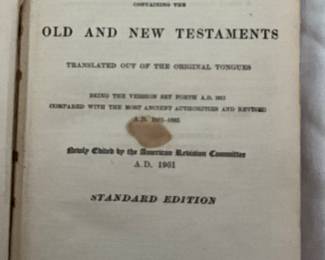 CONTAINING THE
OLD AND NEW TESTAMENTS
TRANSLATED OUT OF THE ORIGINAL TONGUES
BEING THE VERSION SET FORTH A.D. 1611
COMPARED WITH THE MOST ANCIENT AUTHORITIES AND REVISED
A.D. 1881-1885
Newly Edited by the American Revision Committee
A.D. 1901
STANDARD EDITION